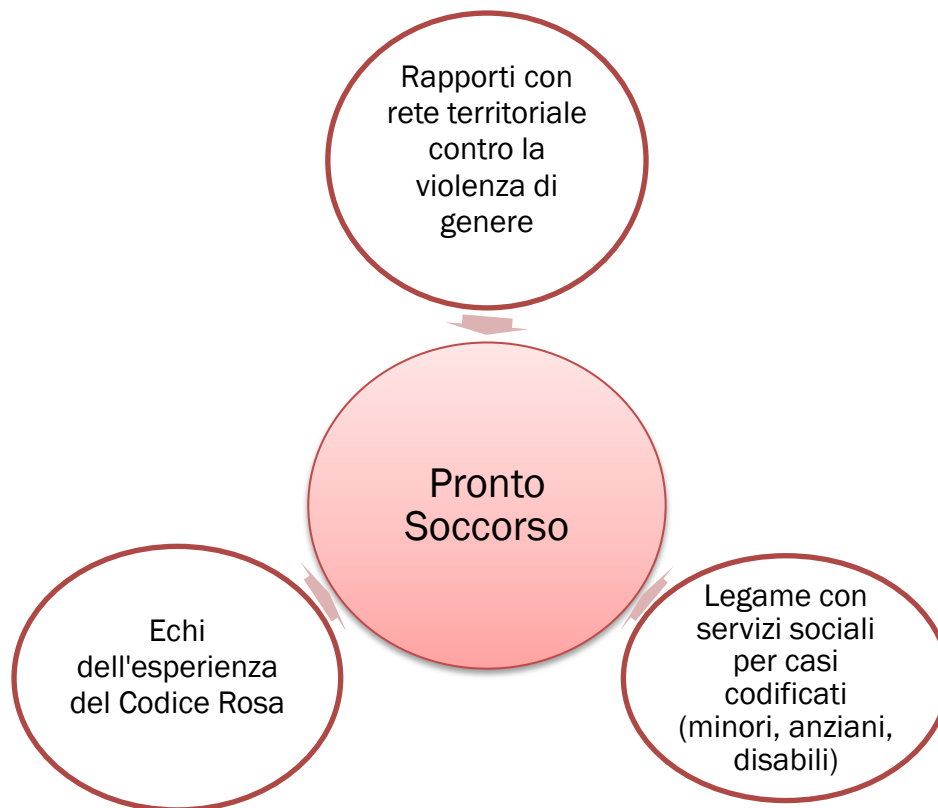 Rapporti con
rete territoriale
contro la
violenza di
genere
Pronto
Soccorso
Echi
dell'esperienza
del Codice Rosa
Legame con
servizi sociali
per casi
codificati
(minori, anziani,
disabili)